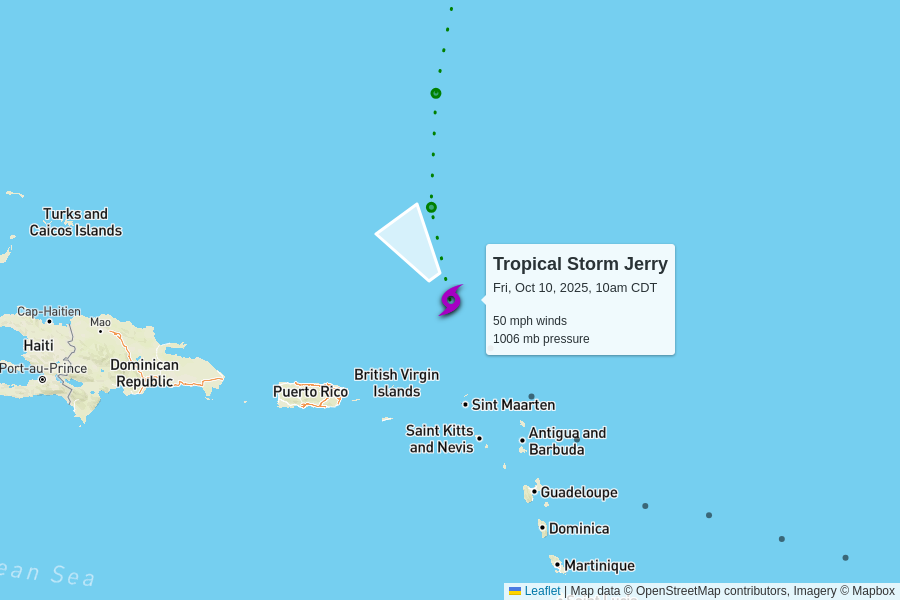 Turks and
Caicos Islands
Tropical Storm Jerry
Fri, Oct 10, 2025, 10am CDT
50 mph winds
1006 mb pressure
Cap-Haitien
Mao
Haiti
Port-au-Prince
Dominican
Republic
Puerto Rico
British Virgin
Islands
Sint Maarten
Saint Kitts
and Nevis
Antigua and
Barbuda
Guadeloupe
Dominica
Martinique
ean Sea
Leaflet | Map data © OpenStreetMap contributors, Imagery © Mapbox